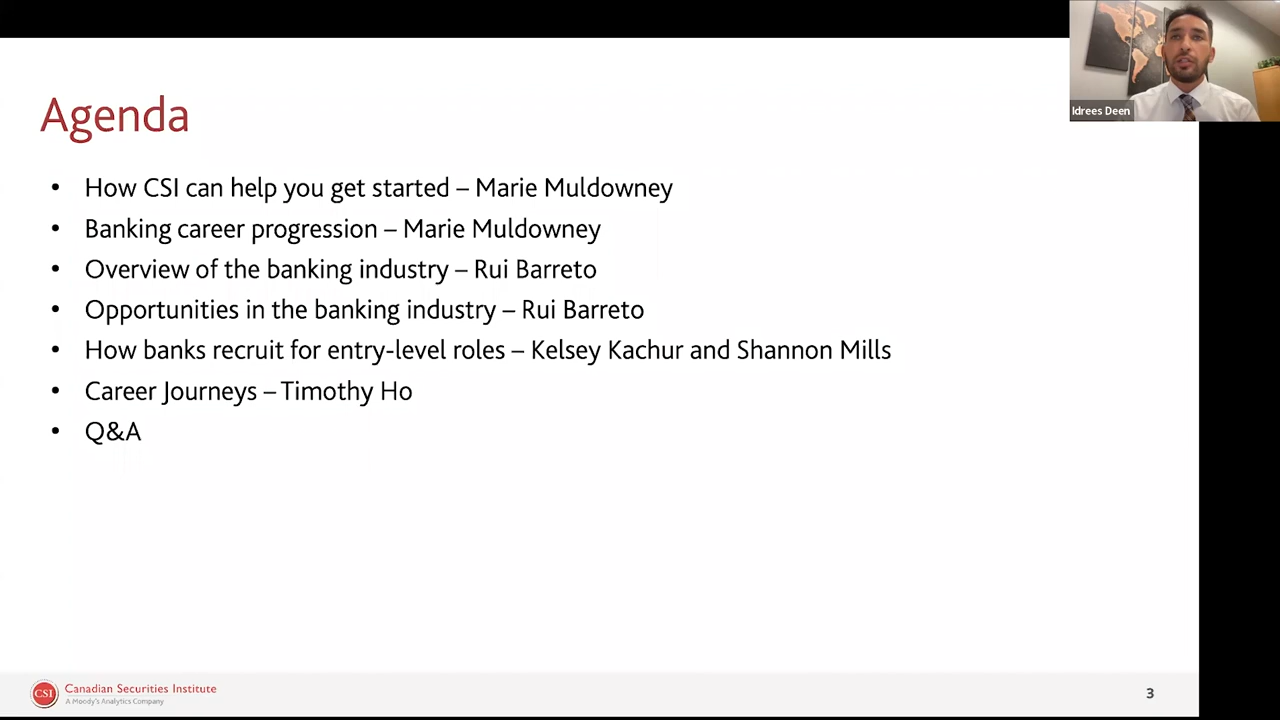 Idrees Deen
Agenda
• How CSI can help you get started – Marie Muldowney
• Banking career progression – Marie Muldowney
• Overview of the banking industry – Rui Barreto
• Opportunities in the banking industry – Rui Barreto
• How banks recruit for entry-level roles – Kelsey Kachur and Shannon Mills
• Career Journeys – Timothy Ho
• Q&A
CSI
Canadian Securities Institute
A Moody's Analytics Company
3